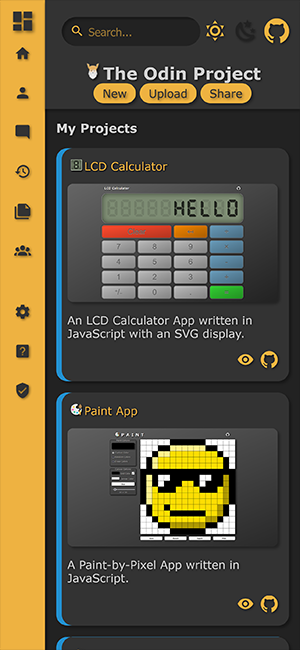 Search...
The Odin Project
New Upload Share
My Projects
LCD Calculator
LCD Calculator
HELLO
7 8 9
4 5 6
1 2 3
+/- 0 .
An LCD Calculator App written in
JavaScript with an SVG display.
Paint App
PAINT
A Paint-by-Pixel App written in
JavaScript.